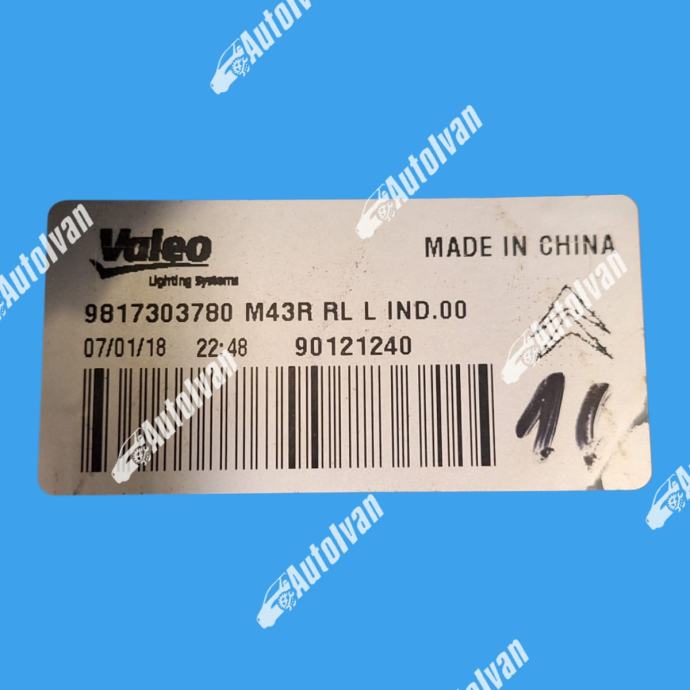 AutoIvan
AutoIvan
AutoIvan
Valeo
Lighting Systems
MADE IN CHINA
9817303780 M43R RL L IND.00
07/01/18 22:48 90121240
AutoIvan
AutoIvan
AutoIvan
AutoIvan
AutoIvan
AutoIvan